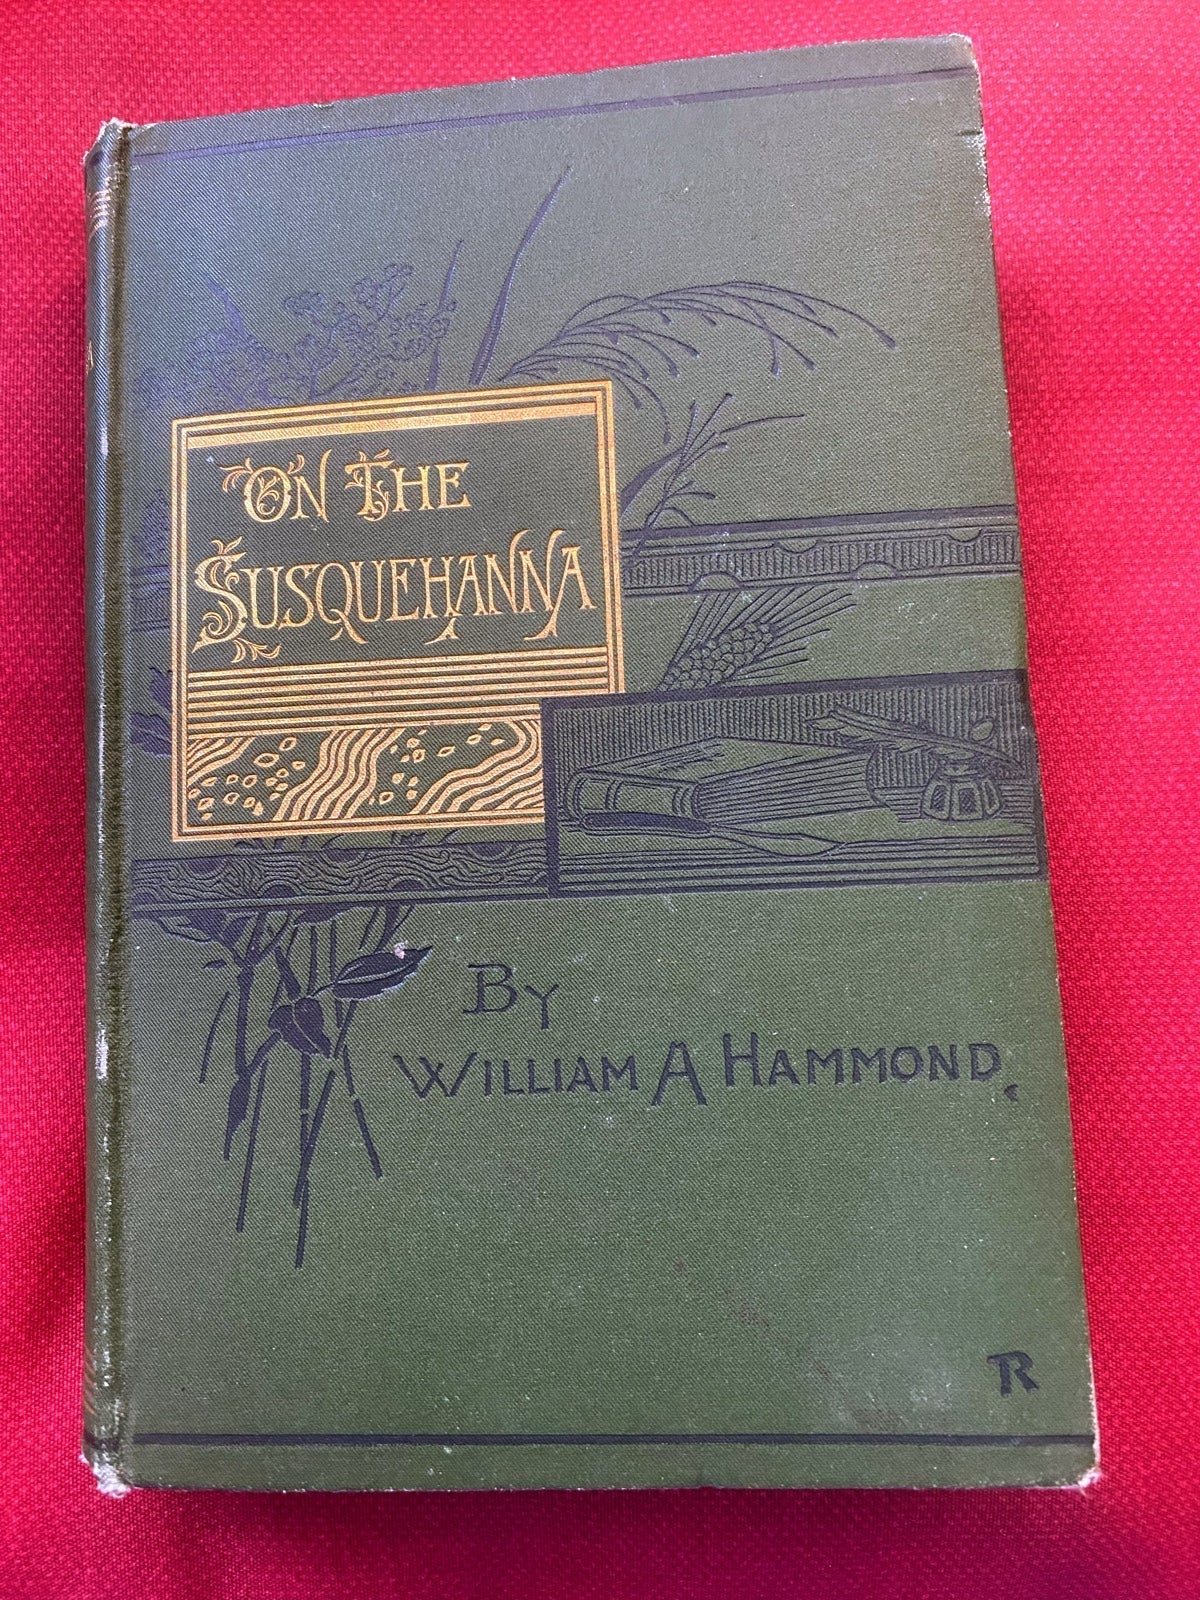 ON THE
SUSQUEHANNA
BY
WILLIAM A HAMMOND.
R